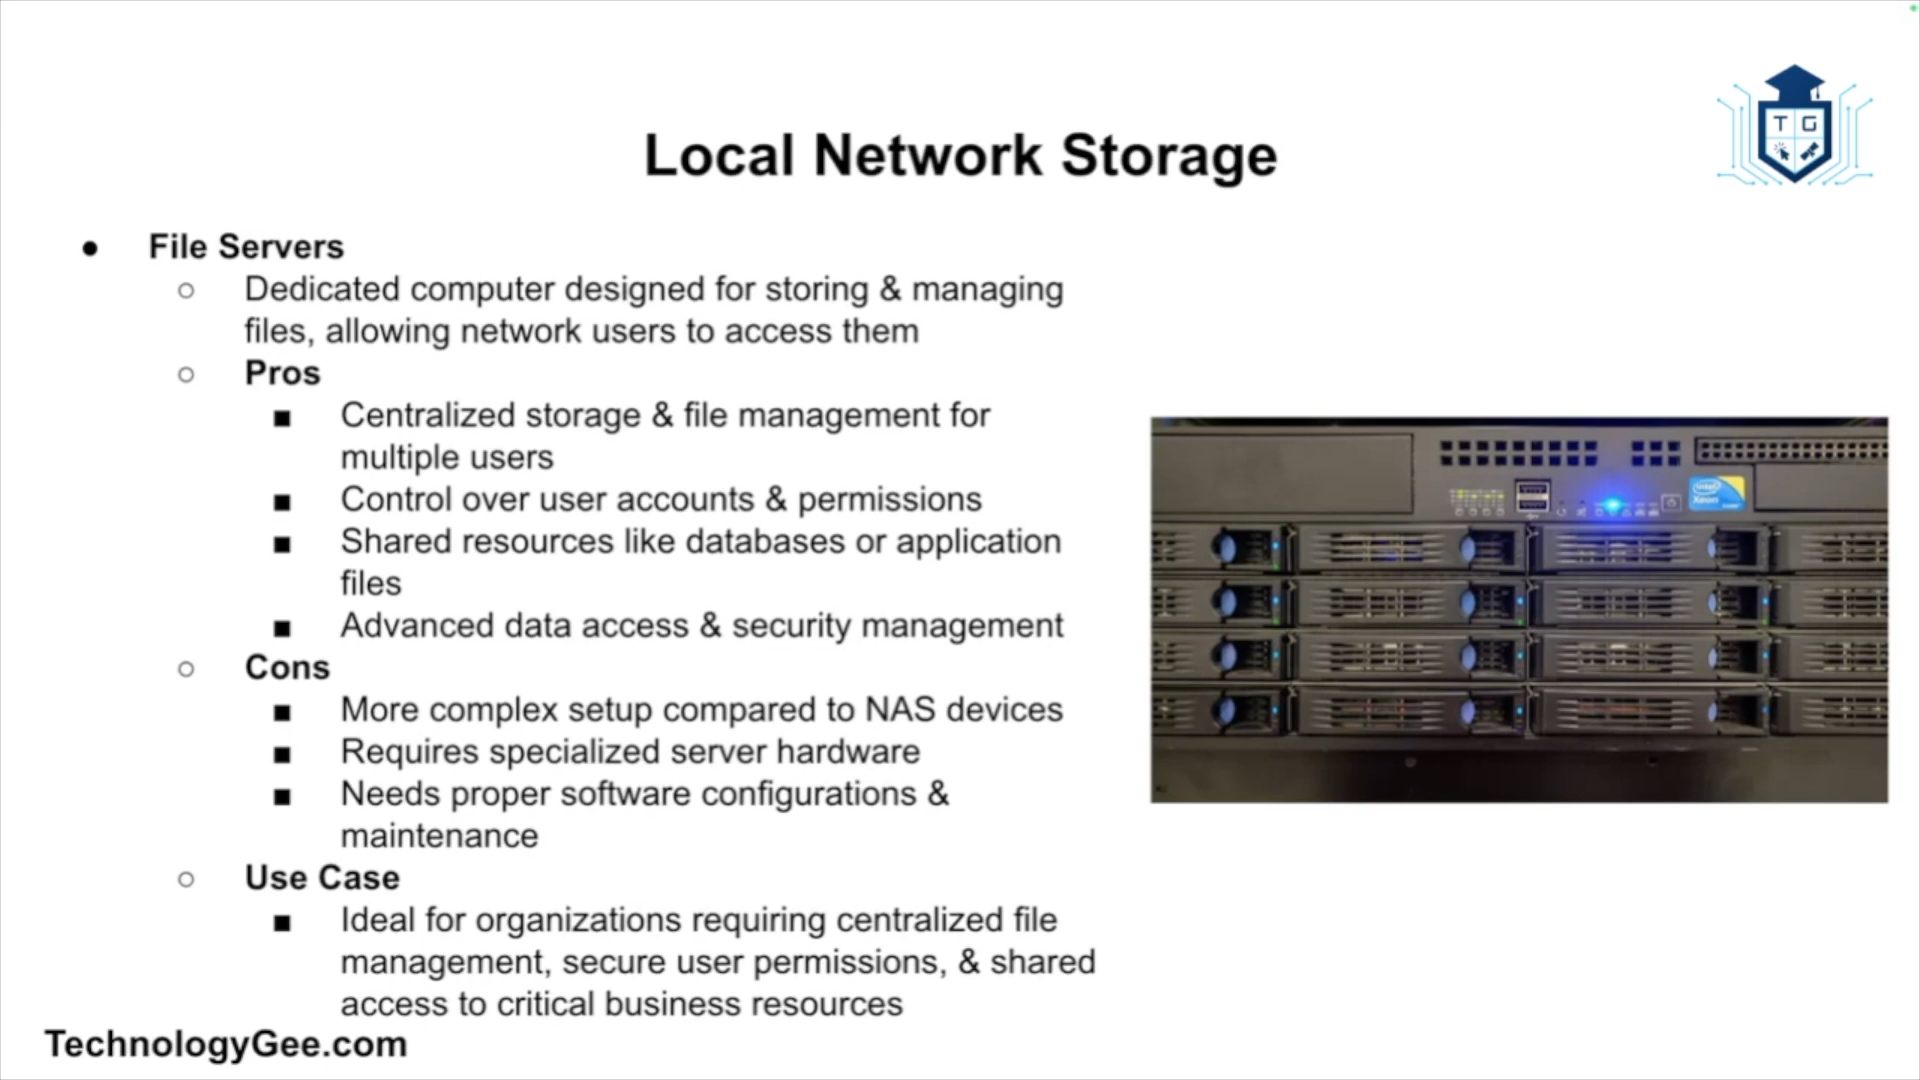 Local Network Storage
T G
● File Servers
○ Dedicated computer designed for storing & managing
files, allowing network users to access them
○ Pros
■ Centralized storage & file management for
multiple users
■ Control over user accounts & permissions
■ Shared resources like databases or application
files
■ Advanced data access & security management
○ Cons
■ More complex setup compared to NAS devices
■ Requires specialized server hardware
■ Needs proper software configurations &
maintenance
○ Use Case
■ Ideal for organizations requiring centralized file
management, secure user permissions, & shared
access to critical business resources
intel
Xeon
TechnologyGee.com